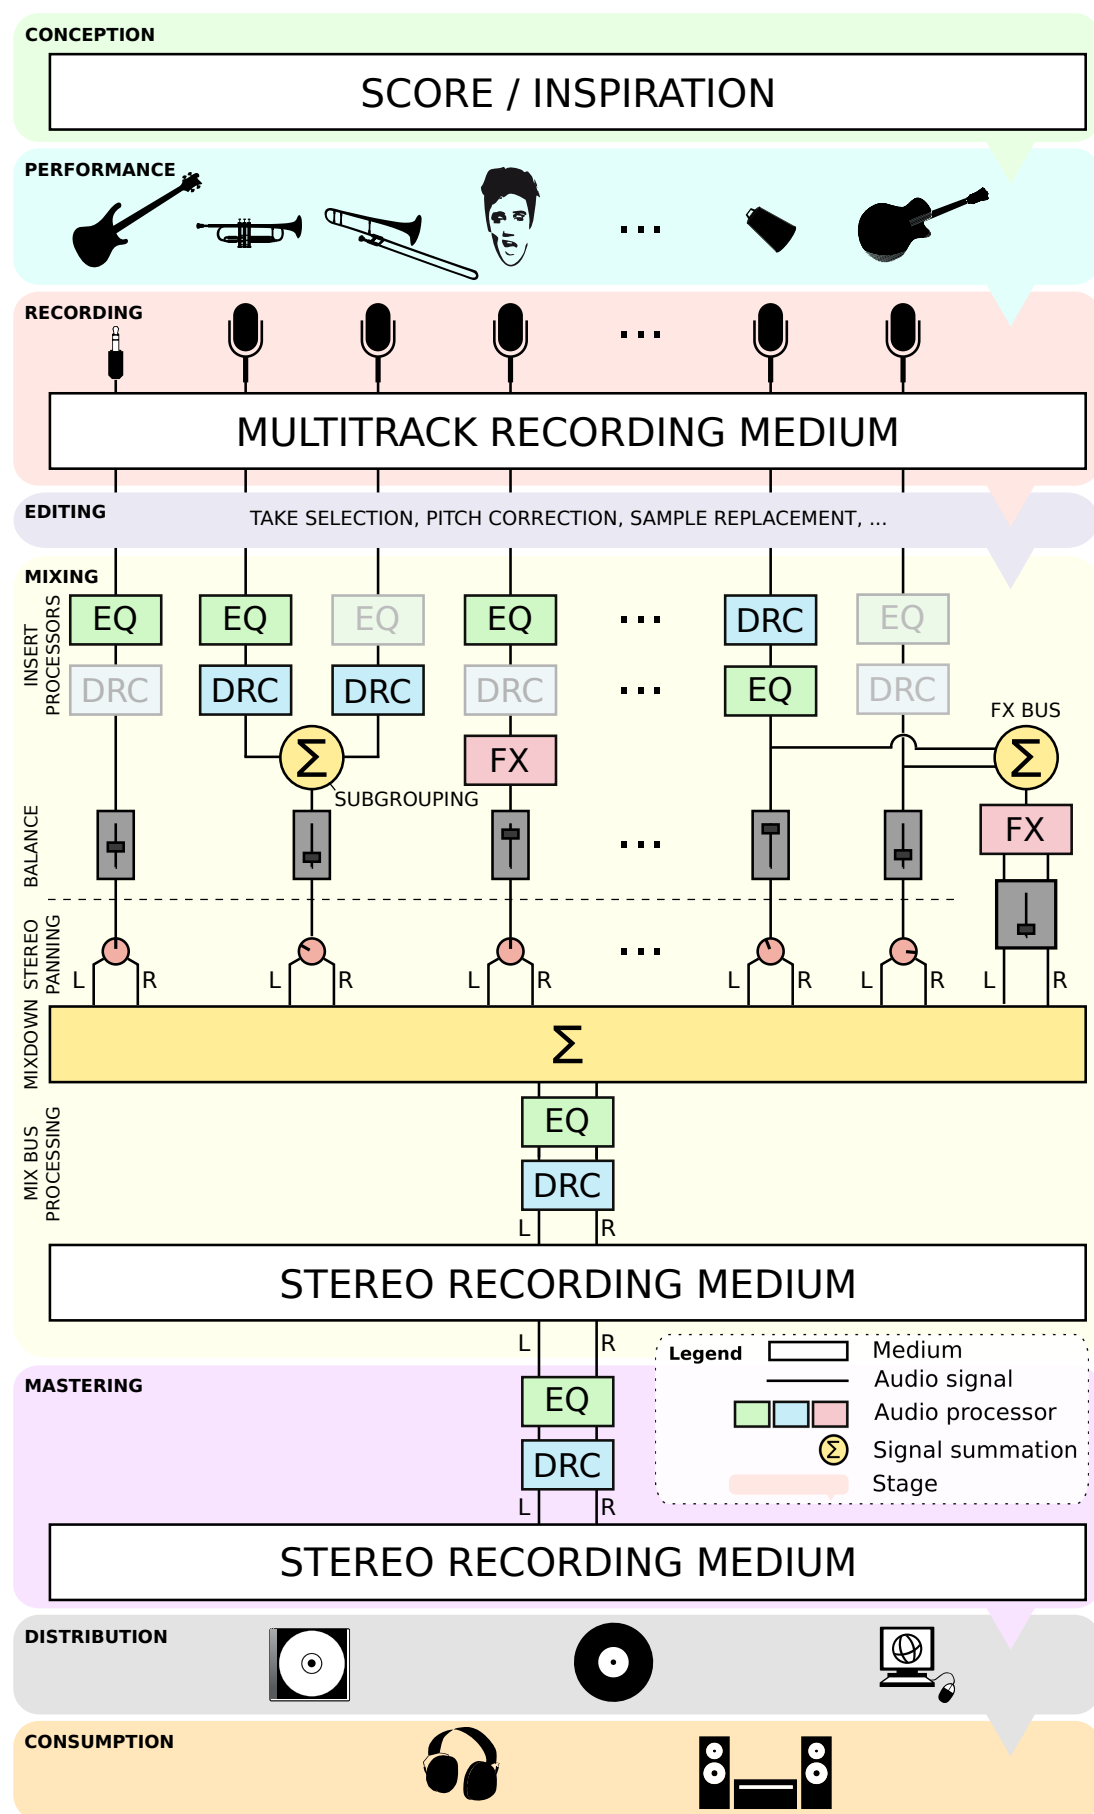 CONCEPTION
SCORE / INSPIRATION
PERFORMANCE
...
RECORDING
...
MULTITRACK RECORDING MEDIUM
EDITING
TAKE SELECTION, PITCH CORRECTION, SAMPLE REPLACEMENT, ...
MIXING
INSERT
PROCESSORS
EQ EQ EQ EQ ... DRC EQ
DRC DRC DRC DRC ... EQ DRC
FX BUS
Σ FX Σ
SUBGROUPING
BALANCE
... FX
STEREO
PANNING
...
L R L R L R L R L R L R
MIXDOWN
Σ
MIX BUS
PROCESSING
EQ
DRC
L R
STEREO RECORDING MEDIUM
L R
Legend
Medium
Audio signal
Audio processor
Σ Signal summation
Stage
MASTERING
EQ
DRC
L R
STEREO RECORDING MEDIUM
DISTRIBUTION
CONSUMPTION